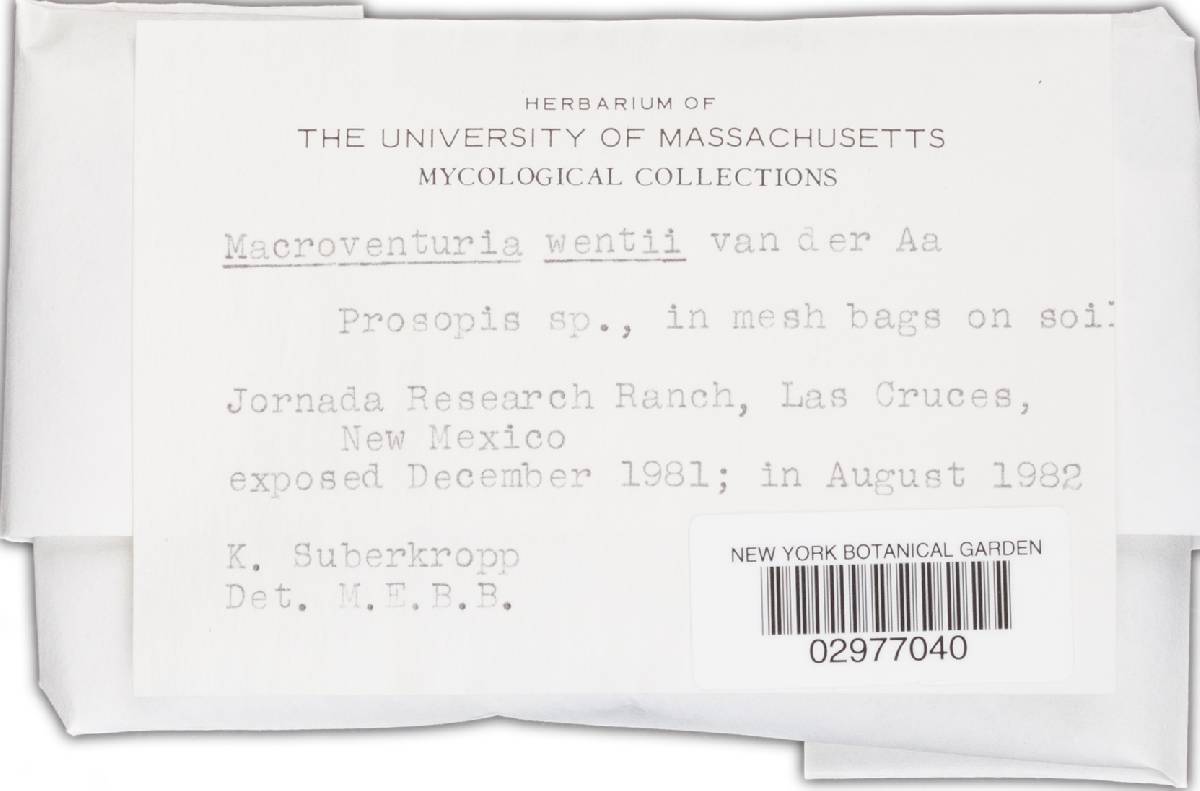 HERBARIUM OF
THE UNIVERSITY OF MASSACHUSETTS
MYCOLOGICAL COLLECTIONS
Macroventuria wentii van der Aa
Prosopis sp., in mesh bags on soil
Jornada Research Ranch, Las Cruces,
New Mexico
exposed December 1981; in August 1982
K. Suberkropp
Det. M.E.B.B.
NEW YORK BOTANICAL GARDEN
02977040